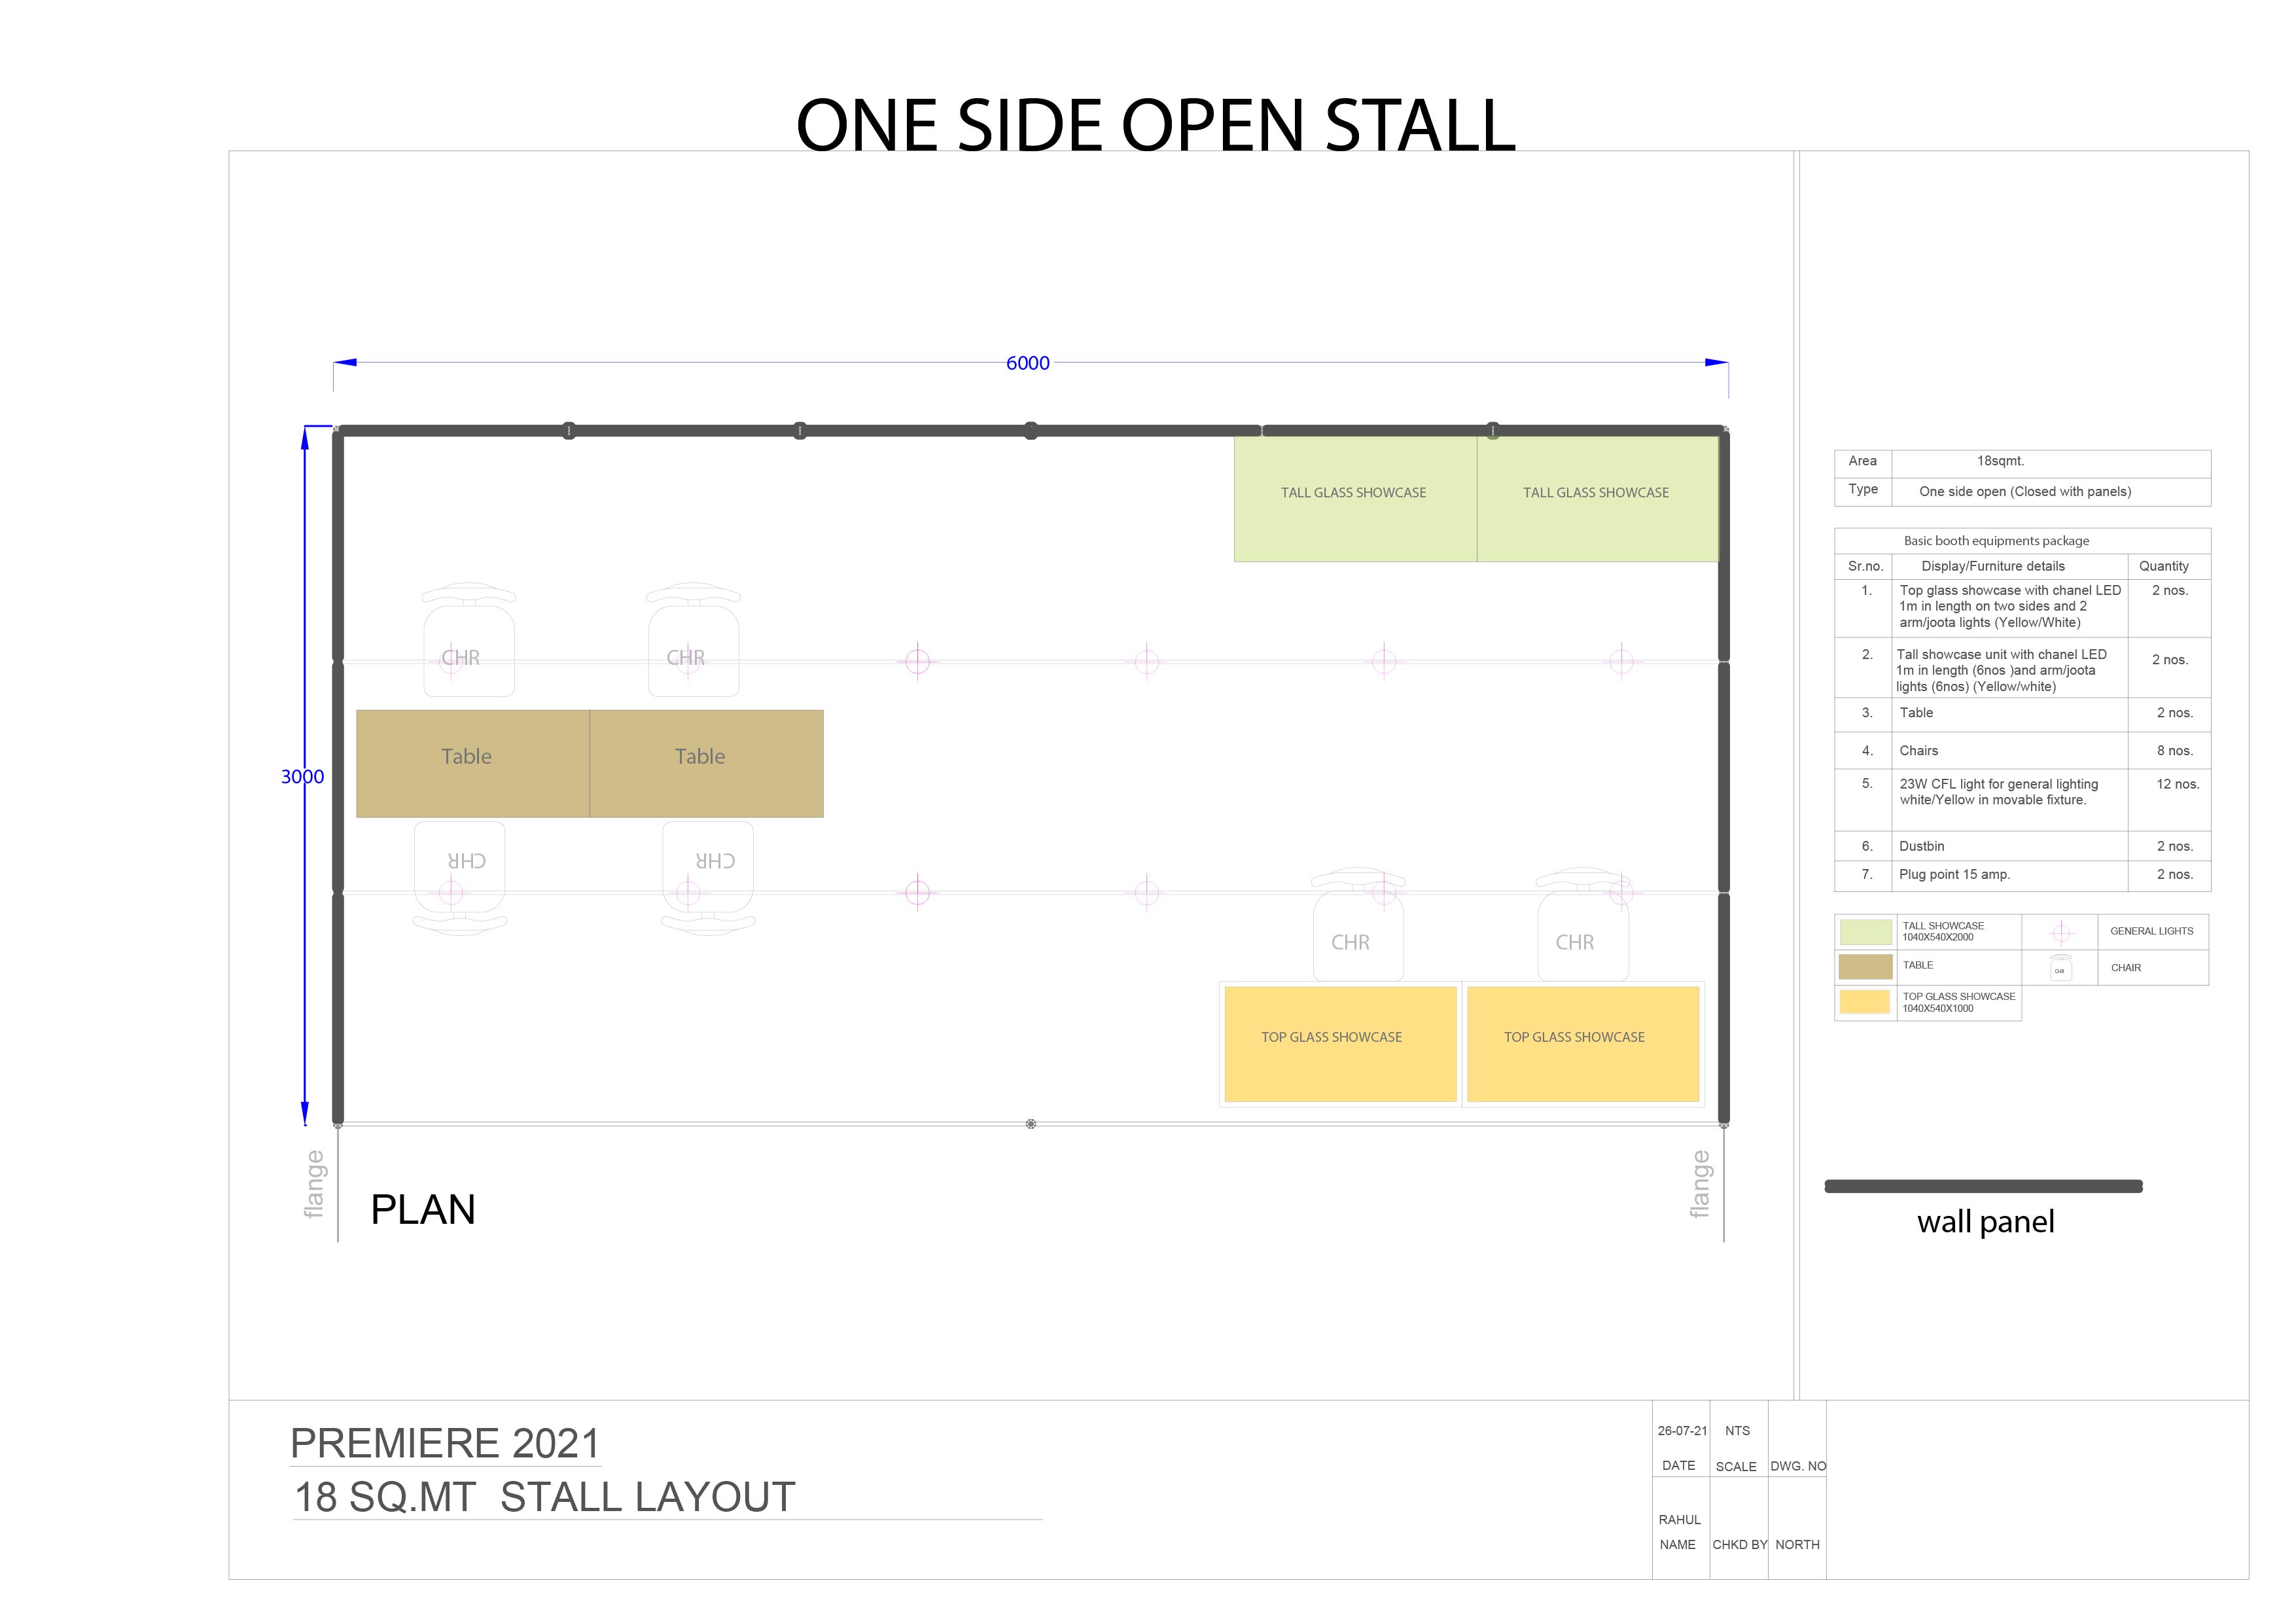 ONE SIDE OPEN STALL
6000
3000
TALL GLASS SHOWCASE
TALL GLASS SHOWCASE
CHR
CHR
Table
Table
CHR
CHR
CHR
CHR
TOP GLASS SHOWCASE
TOP GLASS SHOWCASE
flange
flange
PLAN
Area 18sqmt.
Type One side open (Closed with panels)
Basic booth equipments package
Sr.no. Display/Furniture details Quantity
1. Top glass showcase with chanel LED 2 nos.
1m in length on two sides and 2
arm/joota lights (Yellow/White)
2. Tall showcase unit with chanel LED 2 nos.
1m in length (6nos )and arm/joota
lights (6nos) (Yellow/white)
3. Table 2 nos.
4. Chairs 8 nos.
5. 23W CFL light for general lighting 12 nos.
white/Yellow in movable fixture.
6. Dustbin 2 nos.
7. Plug point 15 amp. 2 nos.
TALL SHOWCASE
1040X540X2000
GENERAL LIGHTS
TABLE
CHR
CHAIR
TOP GLASS SHOWCASE
1040X540X1000
wall panel
PREMIERE 2021
18 SQ.MT STALL LAYOUT
26-07-21 NTS
DATE SCALE DWG. NO
RAHUL
NAME CHKD BY NORTH